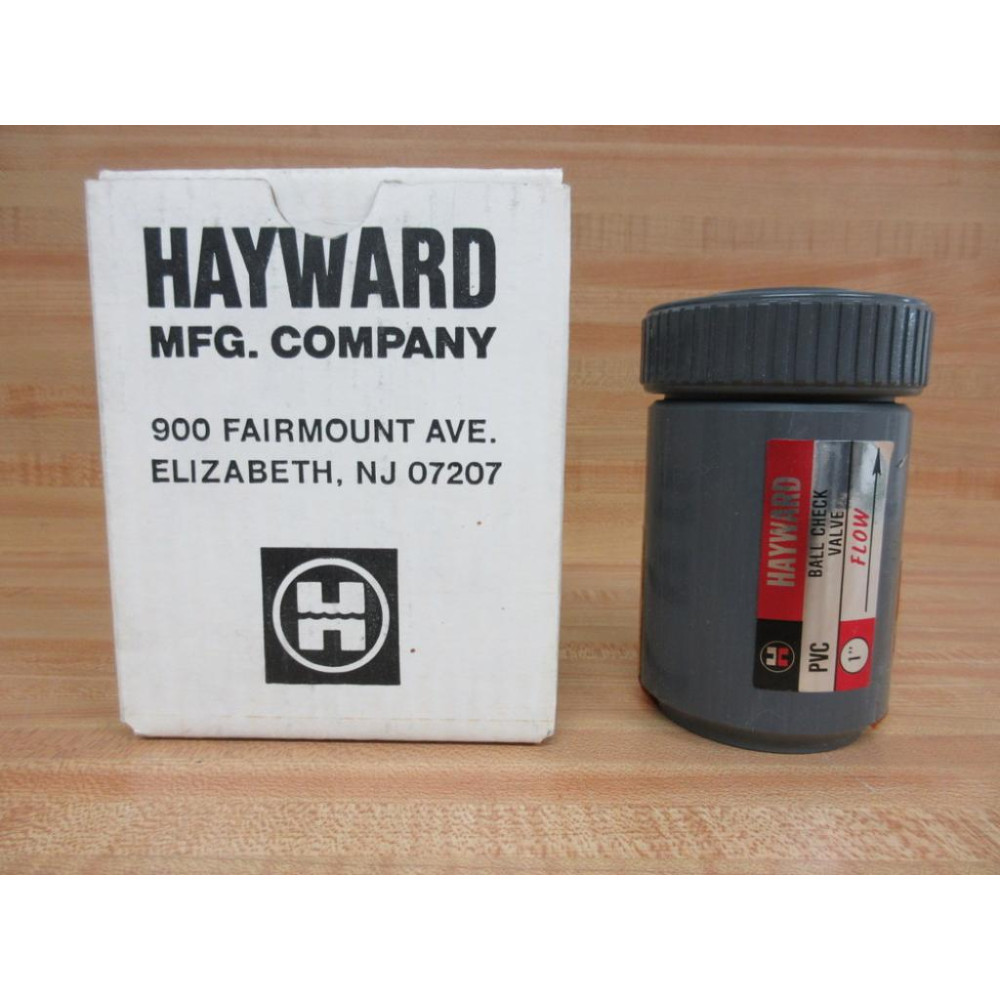 HAYWARD
MFG. COMPANY
900 FAIRMOUNT AVE.
ELIZABETH, NJ 07207
H
HAYWARD
BALL CHECK
VALVE
FLOW
H
PVC
1"